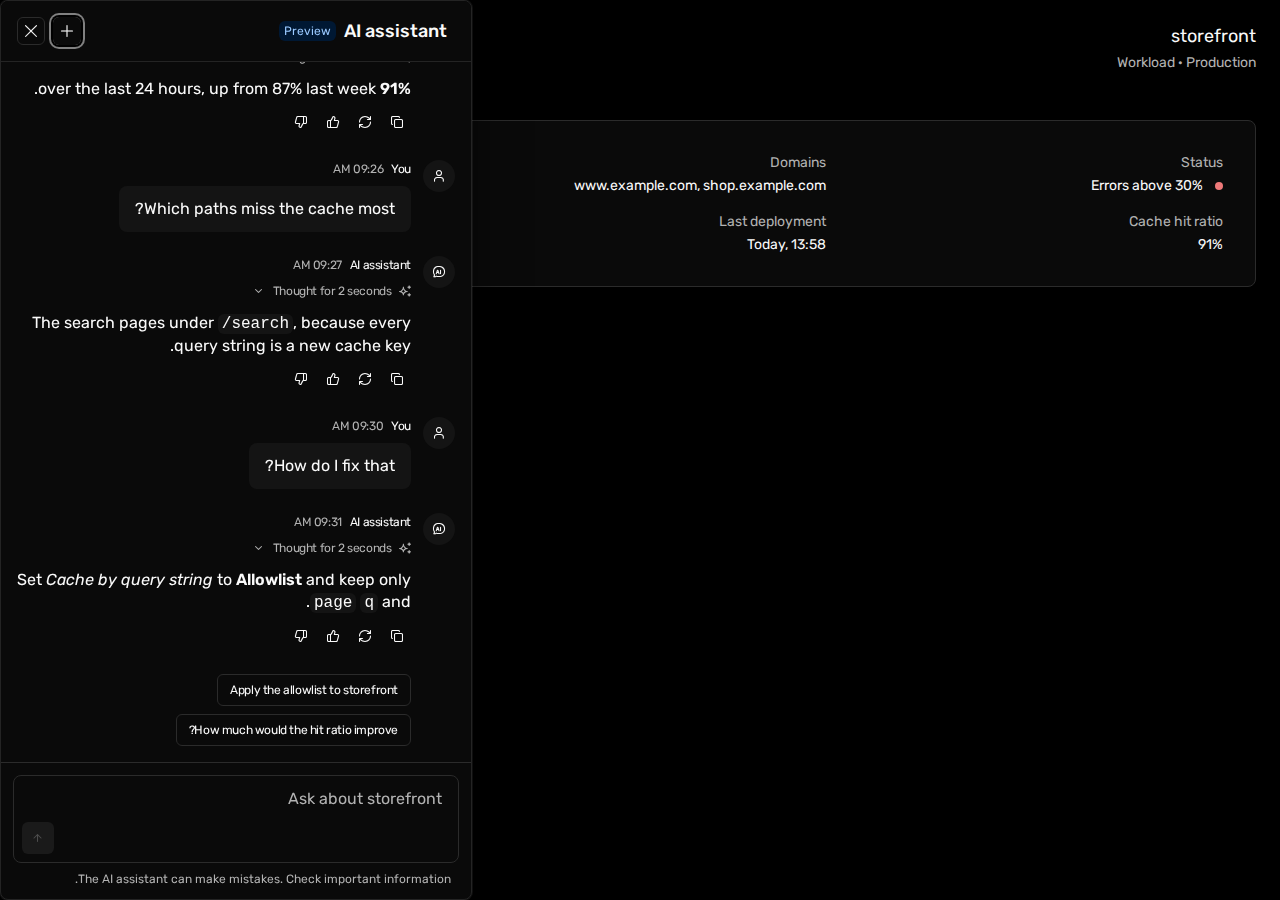 AI assistant Preview
.over the last 24 hours, up from 87% last week 91%
You 09:26 AM
?Which paths miss the cache most
AI assistant 09:27 AM
Thought for 2 seconds
The search pages under /search, because every
.query string is a new cache key
You 09:30 AM
?How do I fix that
AI assistant 09:31 AM
Thought for 2 seconds
Set Cache by query string to Allowlist and keep only
. page q and
Apply the allowlist to storefront
?How much would the hit ratio improve
Ask about storefront
.The AI assistant can make mistakes. Check important information
storefront
Workload • Production
Status
Errors above 30%
Domains
www.example.com, shop.example.com
Cache hit ratio
91%
Last deployment
Today, 13:58